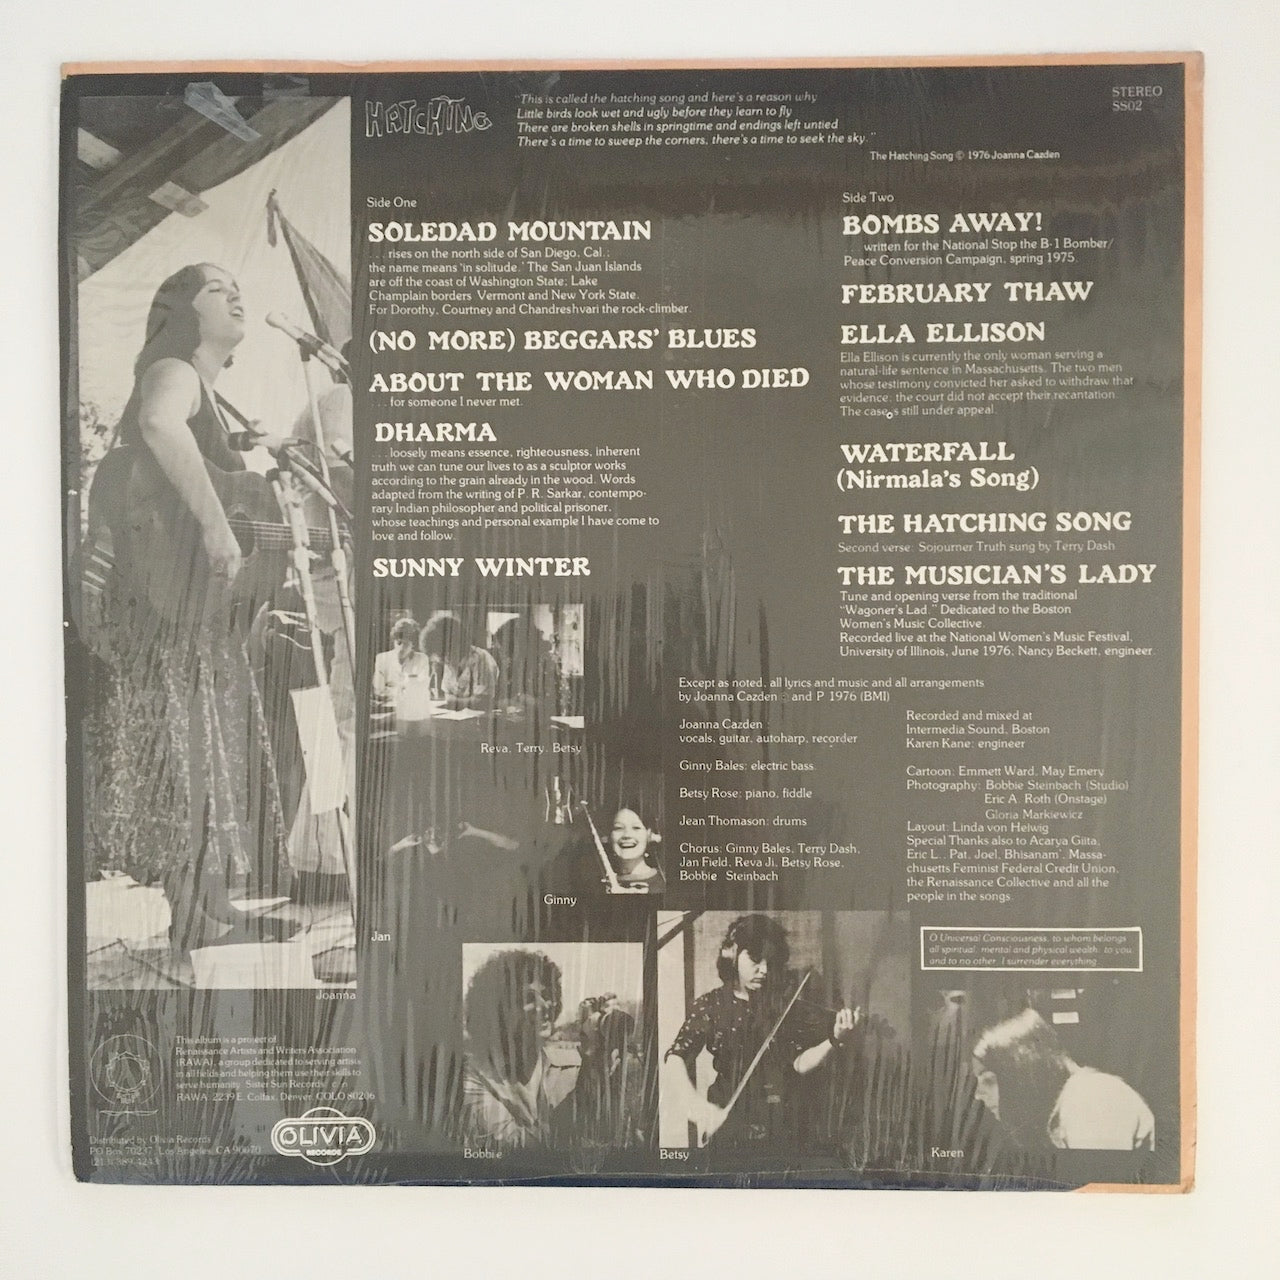 HATCHING
"This is called the hatching song and here's a reason why
Little birds look wet and ugly before they learn to fly
There are broken shells in springtime and endings left untied
There's a time to sweep the corners, there's a time to seek the sky."
The Hatching Song © 1976 Joanna Cazden
STEREO
SS02
Side One
SOLEDAD MOUNTAIN
. . . rises on the north side of San Diego, Cal.;
the name means 'in solitude.' The San Juan Islands
are off the coast of Washington State; Lake
Champlain borders Vermont and New York State.
For Dorothy, Courtney and Chandreshvari the rock-climber.
(NO MORE) BEGGARS' BLUES
ABOUT THE WOMAN WHO DIED
. . . for someone I never met.
DHARMA
. . . loosely means essence, righteousness, inherent
truth we can tune our lives to as a sculptor works
according to the grain already in the wood. Words
adapted from the writing of P. R. Sarkar, contempo-
rary Indian philosopher and political prisoner,
whose teachings and personal example I have come to
love and follow.
SUNNY WINTER
Side Two
BOMBS AWAY!
. . . written for the National Stop the B-1 Bomber/
Peace Conversion Campaign, spring 1975.
FEBRUARY THAW
ELLA ELLISON
Ella Ellison is currently the only woman serving a
natural-life sentence in Massachusetts. The two men
whose testimony convicted her asked to withdraw that
evidence; the court did not accept their recantation.
The case s still under appeal.
WATERFALL
(Nirmala's Song)
THE HATCHING SONG
Second verse: Sojourner Truth sung by Terry Dash
THE MUSICIAN'S LADY
Tune and opening verse from the traditional
"Wagoner's Lad." Dedicated to the Boston
Women's Music Collective.
Recorded live at the National Women's Music Festival,
University of Illinois, June 1976; Nancy Beckett, engineer.
Except as noted, all lyrics and music and all arrangements
by Joanna Cazden © and P 1976 (BMI)
Joanna Cazden :
vocals, guitar, autoharp, recorder
Ginny Bales: electric bass
Betsy Rose: piano, fiddle
Jean Thomason: drums
Chorus: Ginny Bales, Terry Dash,
Jan Field, Reva Ji, Betsy Rose,
Bobbie Steinbach
Recorded and mixed at
Intermedia Sound, Boston
Karen Kane: engineer
Cartoon: Emmett Ward, May Emery
Photography: Bobbie Steinbach (Studio)
Eric A. Roth (Onstage)
Gloria Markiewicz
Layout: Linda von Helwig
Special Thanks also to Acarya Giita,
Eric L., Pat, Joel, Bhisanam', Massa-
chusetts Feminist Federal Credit Union,
the Renaissance Collective and all the
people in the songs.
O Universal Consciousness, to whom belongs
all spiritual, mental and physical wealth, to you
and to no other, I surrender everything.
Reva, Terry, Betsy
Ginny
Jan
Joanna
Bobbie
Betsy
Karen
This album is a project of
Renaissance Artists and Writers Association
(RAWA), a group dedicated to serving artists
in all fields and helping them use their skills to
serve humanity. Sister Sun Records
RAWA 2239 E. Colfax, Denver, COLO 80206
OLIVIA
RECORDS
Distributed by Olivia Records
PO Box 70237, Los Angeles, CA 90070
(213) 389-4243